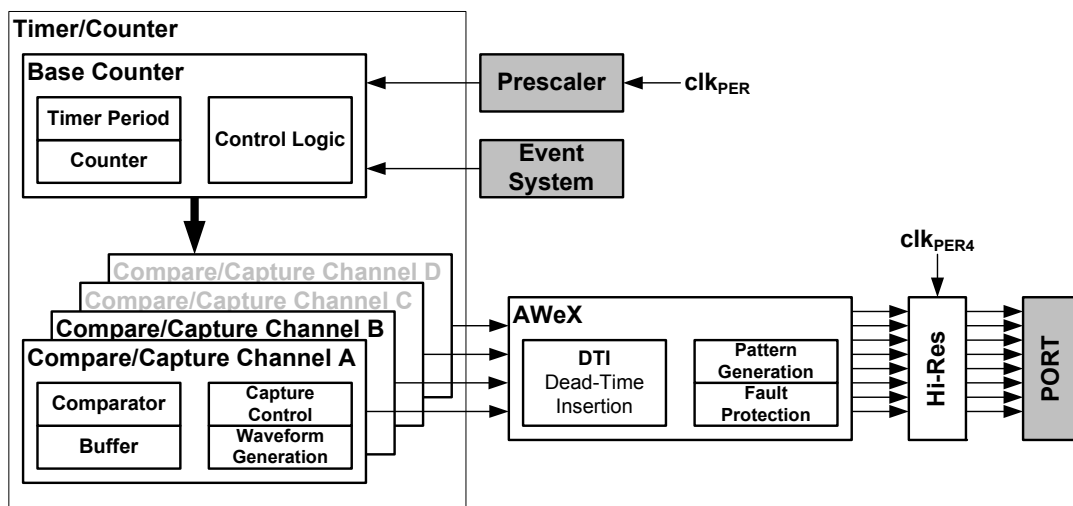 Timer/Counter
Base Counter
Timer Period
Counter
Control Logic
Prescaler
clkPER
Event
System
Compare/Capture Channel D
Compare/Capture Channel C
Compare/Capture Channel B
Compare/Capture Channel A
Comparator
Buffer
Capture
Control
Waveform
Generation
AWeX
DTI
Dead-Time
Insertion
Pattern
Generation
Fault
Protection
clkPER4
Hi-Res
PORT